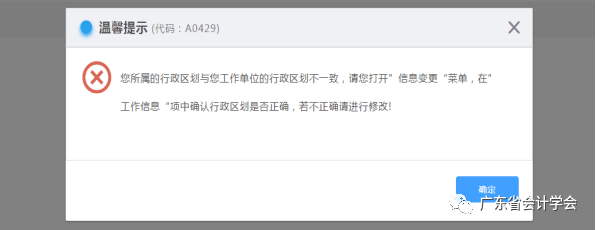 温馨提示 (代码：A0429)
您所属的行政区划与您工作单位的行政区划不一致，请您打开”信息变更“菜单，在”
工作信息“项中确认行政区划是否正确，若不正确请进行修改!
确定
广东省会计学会